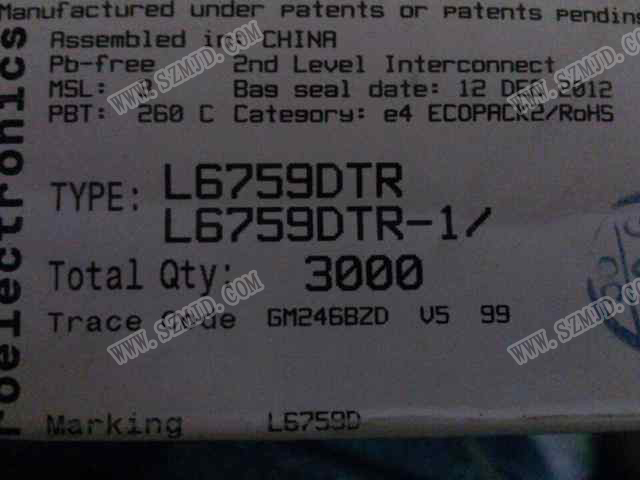 Manufactured under patents or patents pending
Assembled in: CHINA
Pb-free 2nd Level Interconnect
MSL: Bag seal date: 12 DEC 2012
PBT: 260 C Category: e4 ECOPACK2/RoHS
TYPE: L6759DTR
L6759DTR-1/
Total Qty: 3000
Trace Code GM246BZD V5 99
Marking L6759D
roelectronics
WWW.SZMJD.COM
WWW.SZMJD.COM
WWW.SZMJD.COM
WWW.SZMJD.COM